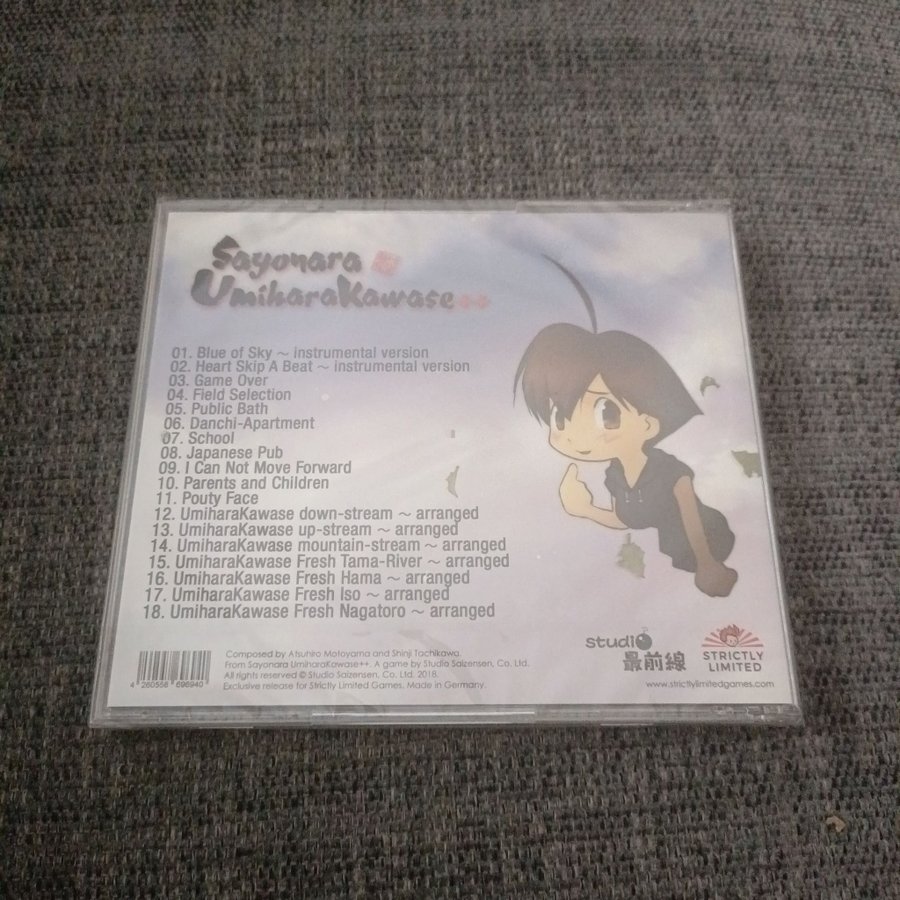 Sayonara
UmiharaKawase++
01. Blue of Sky ~ instrumental version
02. Heart Skip A Beat ~ instrumental version
03. Game Over
04. Field Selection
05. Public Bath
06. Danchi-Apartment
07. School
08. Japanese Pub
09. I Can Not Move Forward
10. Parents and Children
11. Pouty Face
12. UmiharaKawase down-stream ~ arranged
13. UmiharaKawase up-stream ~ arranged
14. UmiharaKawase mountain-stream ~ arranged
15. UmiharaKawase Fresh Tama-River ~ arranged
16. UmiharaKawase Fresh Hama ~ arranged
17. UmiharaKawase Fresh Iso ~ arranged
18. UmiharaKawase Fresh Nagatoro ~ arranged
Composed by Atsuhiro Motoyama and Shinji Tachikawa.
From Sayonara UmiharaKawase++. A game by Studio Saizensen, Co. Ltd.
All rights reserved © Studio Saizensen, Co. Ltd. 2018.
Exclusive release for Strictly Limited Games. Made in Germany.
4 260558 696940
studio
最前線
STRICTLY
LIMITED
www.strictlylimitedgames.com